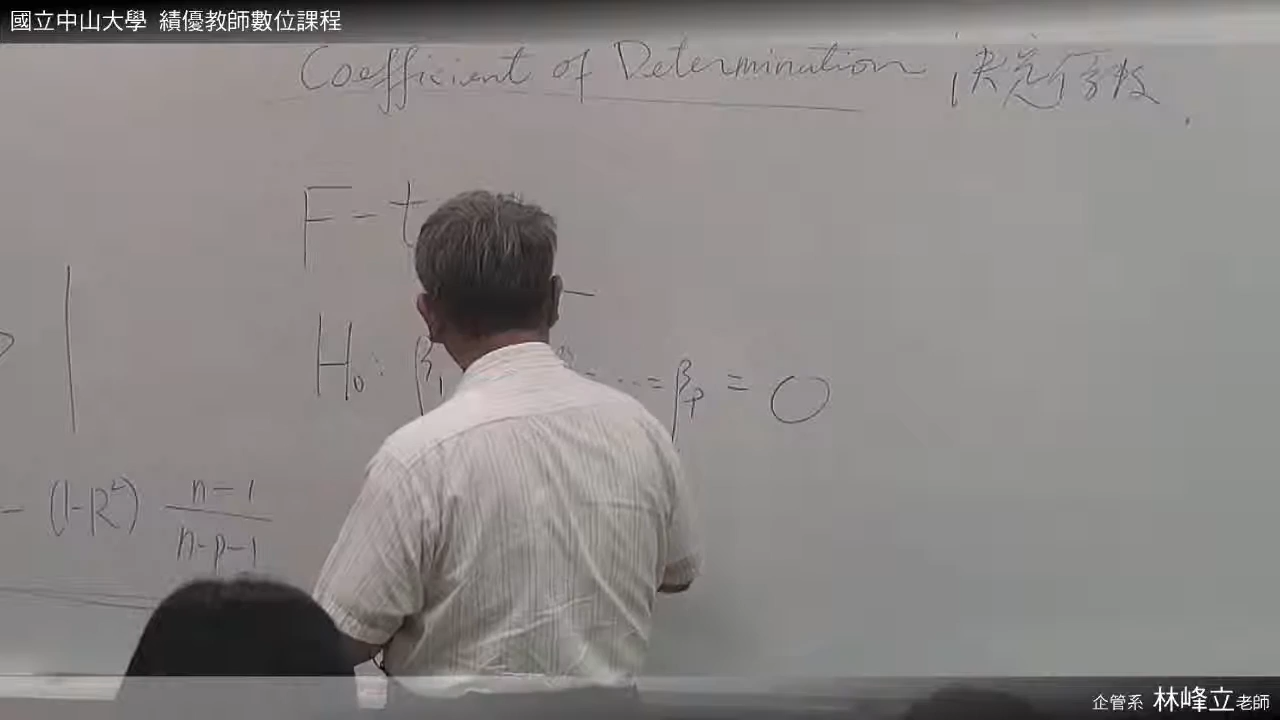 國立中山大學 績優教師數位課程
Coefficient of Determination 決定係數
F - t
H₀: β₁ ... = βₚ = 0
- (1-R²) n-1
n-p-1
企管系 林峰立老師